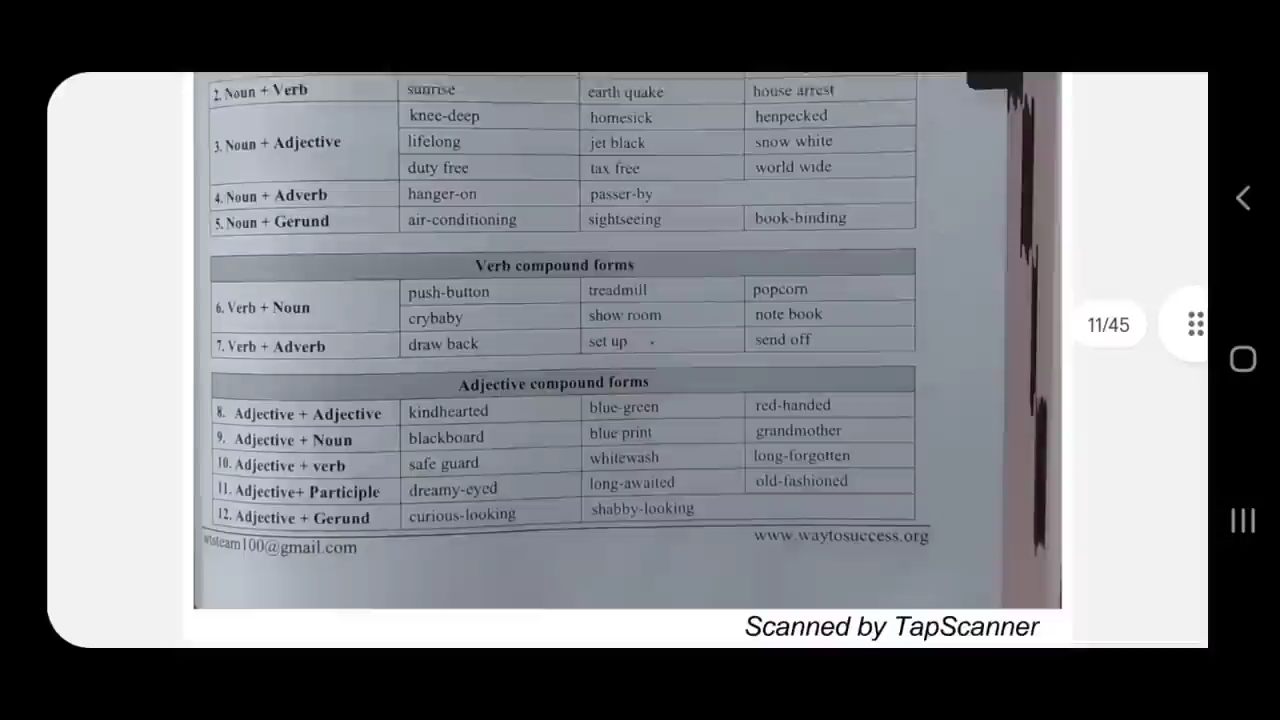 2. Noun + Verb sunrise earth quake house arrest
3. Noun + Adjective knee-deep homesick henpecked
lifelong jet black snow white
duty free tax free world wide
4. Noun + Adverb hanger-on passer-by
5. Noun + Gerund air-conditioning sightseeing book-binding
Verb compound forms
6. Verb + Noun push-button treadmill popcorn
crybaby show room note book
7. Verb + Adverb draw back set up send off
Adjective compound forms
8. Adjective + Adjective kindhearted blue-green red-handed
9. Adjective + Noun blackboard blue print grandmother
10. Adjective + verb safe guard whitewash long-forgotten
11. Adjective+ Participle dreamy-eyed long-awaited old-fashioned
12. Adjective + Gerund curious-looking shabby-looking
wtsteam100@gmail.com www.waytosuccess.org
Scanned by TapScanner
11/45